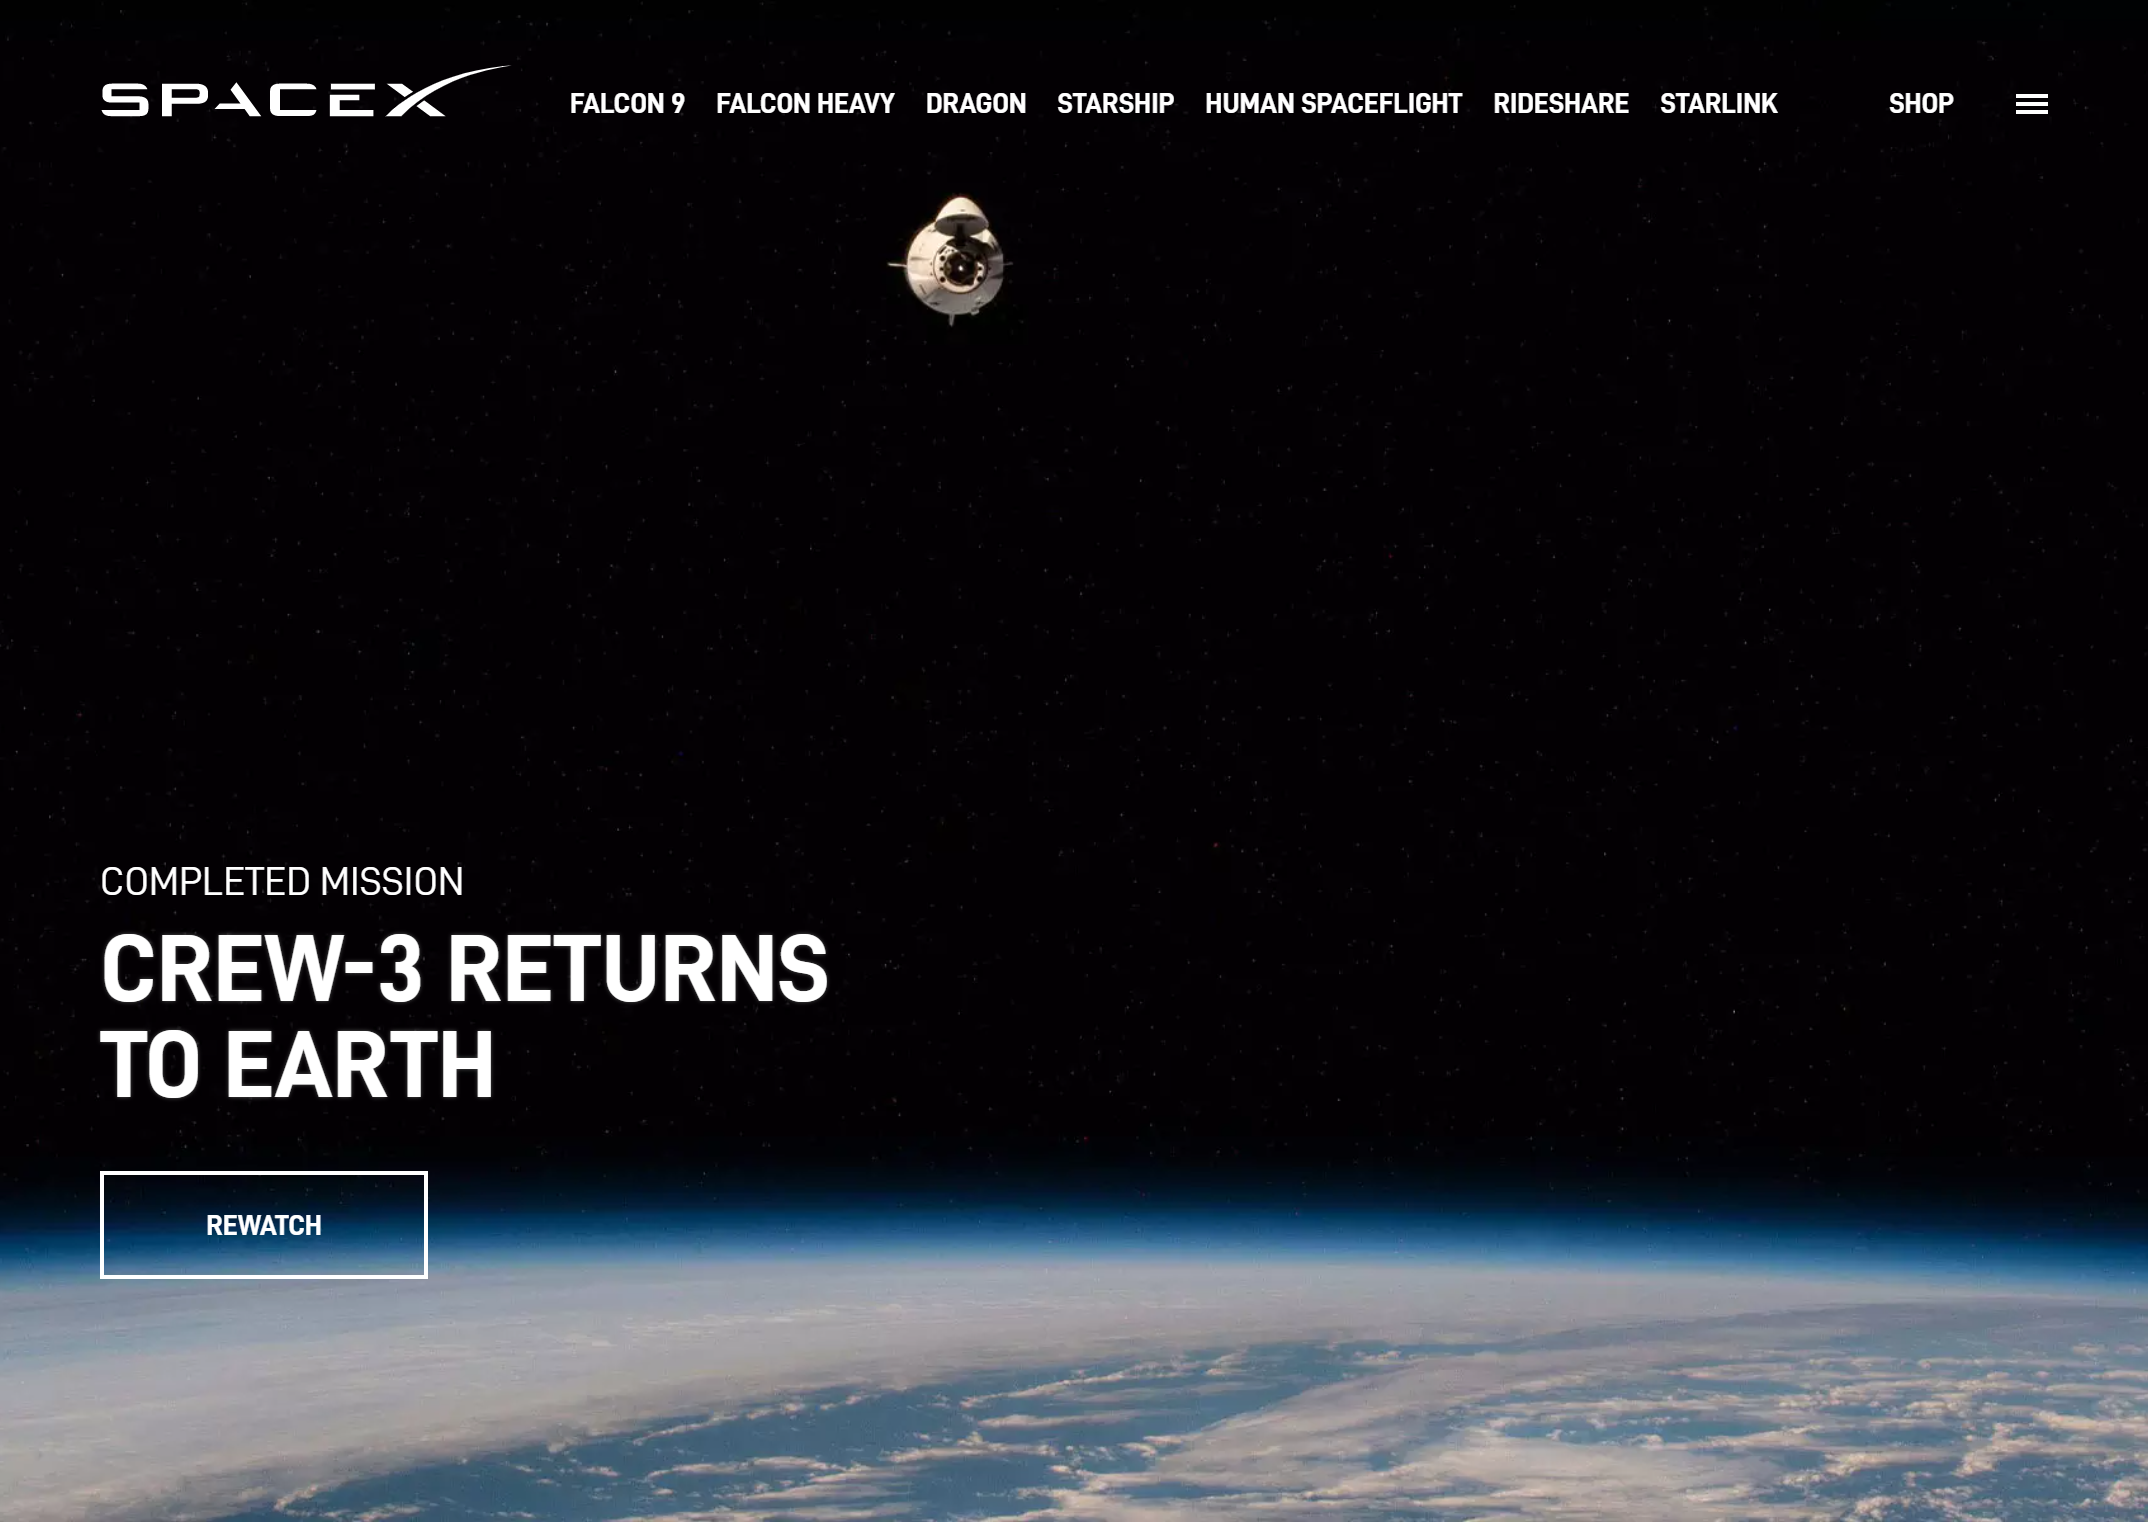 SPACEX
FALCON 9 FALCON HEAVY DRAGON STARSHIP HUMAN SPACEFLIGHT RIDESHARE STARLINK SHOP
COMPLETED MISSION
CREW-3 RETURNS
TO EARTH
REWATCH